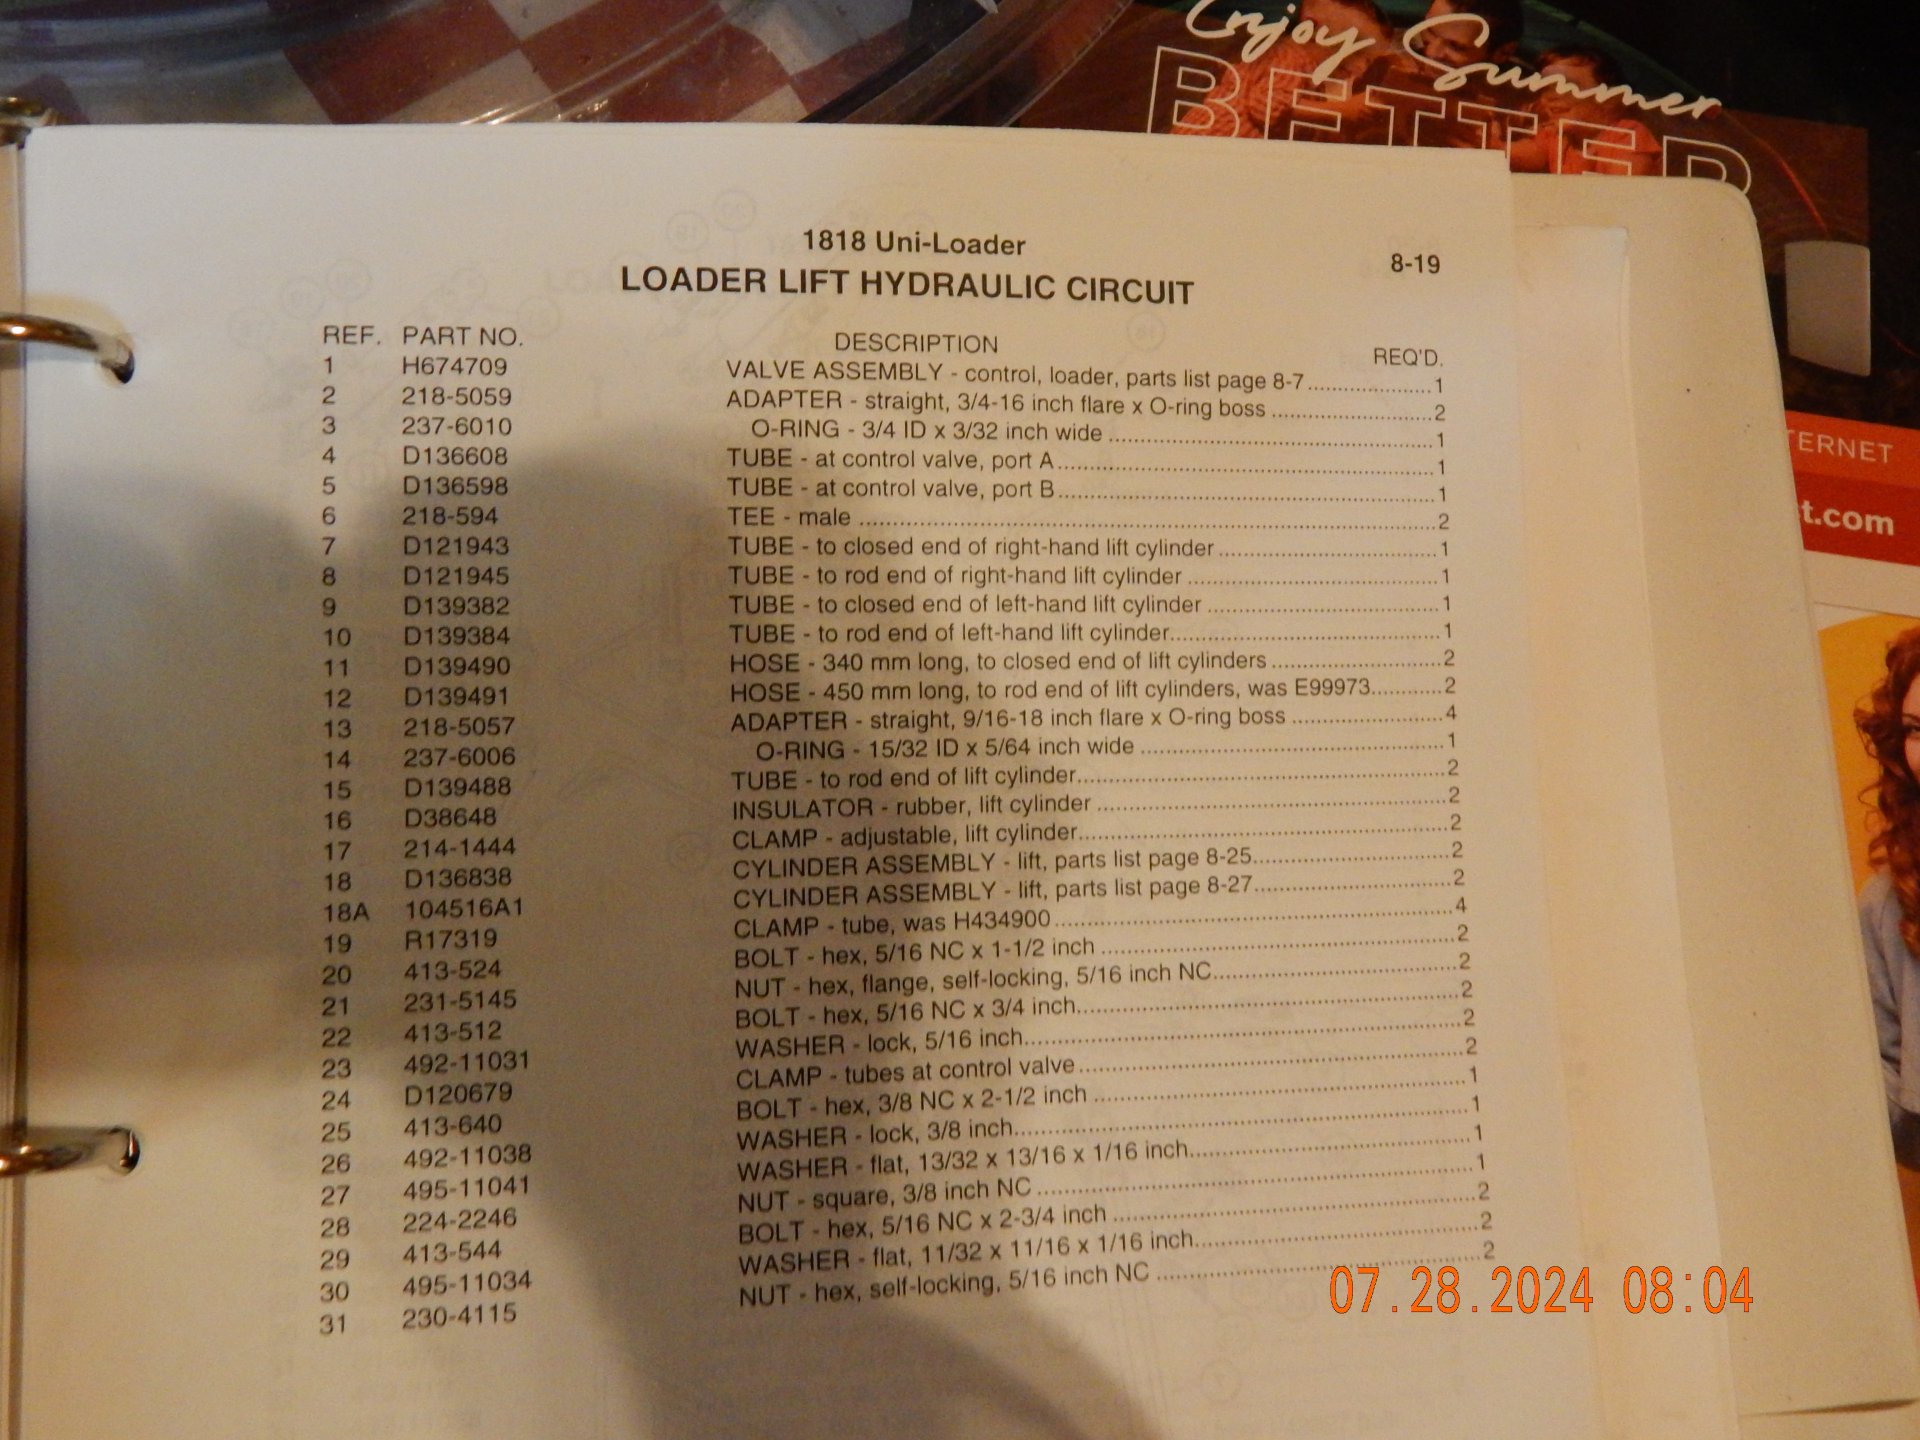 Enjoy Summer
BETTER
1818 Uni-Loader
8-19
LOADER LIFT HYDRAULIC CIRCUIT
REF. PART NO. DESCRIPTION REQ'D.
1 H674709 VALVE ASSEMBLY - control, loader, parts list page 8-7...................1
2 218-5059 ADAPTER - straight, 3/4-16 inch flare x O-ring boss ........................2
3 237-6010 O-RING - 3/4 ID x 3/32 inch wide ................................................1
4 D136608 TUBE - at control valve, port A........................................................1
5 D136598 TUBE - at control valve, port B........................................................1
6 218-594 TEE - male ....................................................................................2
7 D121943 TUBE - to closed end of right-hand lift cylinder................................1
8 D121945 TUBE - to rod end of right-hand lift cylinder .....................................1
9 D139382 TUBE - to closed end of left-hand lift cylinder ..................................1
10 D139384 TUBE - to rod end of left-hand lift cylinder........................................1
11 D139490 HOSE - 340 mm long, to closed end of lift cylinders .........................2
12 D139491 HOSE - 450 mm long, to rod end of lift cylinders, was E99973...........2
13 218-5057 ADAPTER - straight, 9/16-18 inch flare x O-ring boss .......................4
14 237-6006 O-RING - 15/32 ID x 5/64 inch wide ............................................1
15 D139488 TUBE - to rod end of lift cylinder......................................................2
16 D38648 INSULATOR - rubber, lift cylinder ...................................................2
17 214-1444 CLAMP - adjustable, lift cylinder......................................................2
18 D136838 CYLINDER ASSEMBLY - lift, parts list page 8-25.............................2
18A 104516A1 CYLINDER ASSEMBLY - lift, parts list page 8-27.............................2
19 R17319 CLAMP - tube, was H434900.........................................................4
20 413-524 BOLT - hex, 5/16 NC x 1-1/2 inch ...................................................2
21 231-5145 NUT - hex, flange, self-locking, 5/16 inch NC...................................2
22 413-512 BOLT - hex, 5/16 NC x 3/4 inch......................................................2
23 492-11031 WASHER - lock, 5/16 inch..............................................................2
24 D120679 CLAMP - tubes at control valve......................................................2
25 413-640 BOLT - hex, 3/8 NC x 2-1/2 inch .....................................................1
26 492-11038 WASHER - lock, 3/8 inch................................................................1
27 495-11041 WASHER - flat, 13/32 x 13/16 x 1/16 inch......................................1
28 224-2246 NUT - square, 3/8 inch NC .............................................................1
29 413-544 BOLT - hex, 5/16 NC x 2-3/4 inch ...................................................2
30 495-11034 WASHER - flat, 11/32 x 11/16 x 1/16 inch......................................2
31 230-4115 NUT - hex, self-locking, 5/16 inch NC ..............................................2
TERNET
t.com
07.28.2024 08:04